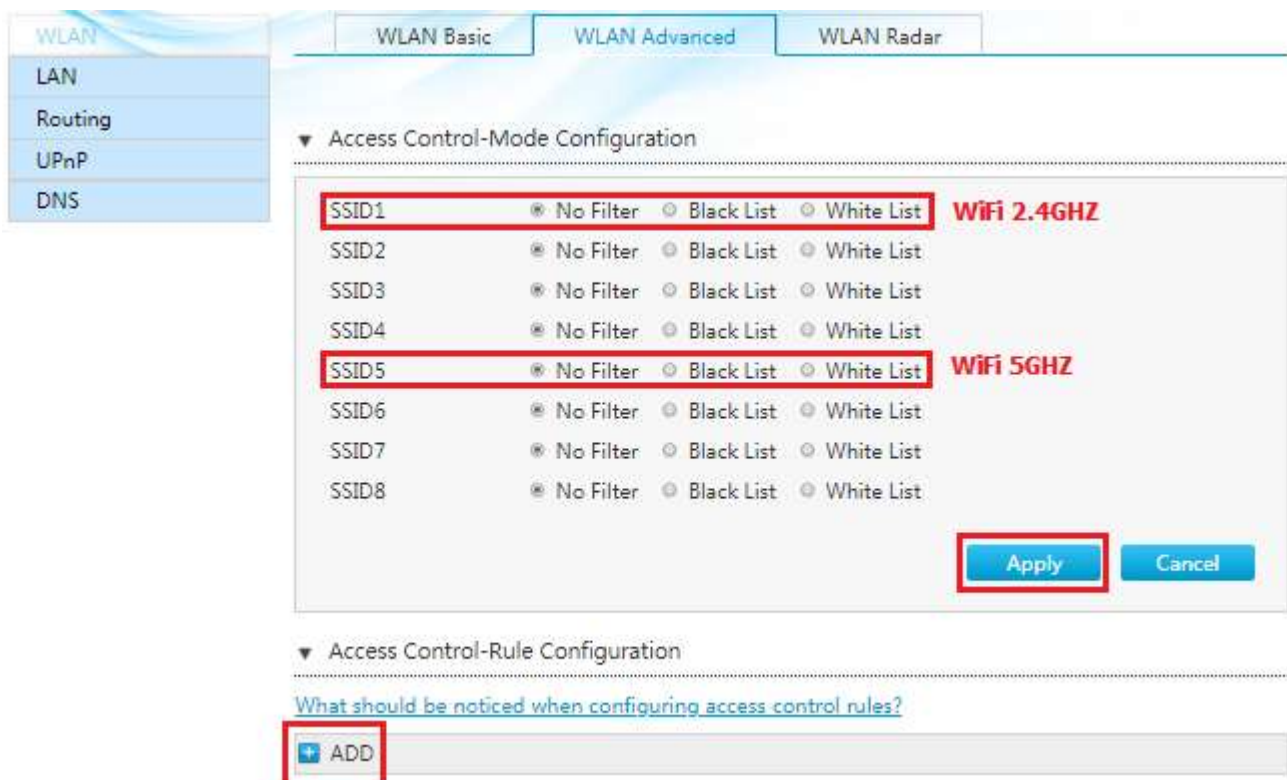 WLAN
WLAN Basic WLAN Advanced WLAN Radar
LAN
Routing
UPnP
DNS
▼ Access Control-Mode Configuration
SSID1 No Filter Black List White List WiFi 2.4GHZ
SSID2 No Filter Black List White List
SSID3 No Filter Black List White List
SSID4 No Filter Black List White List
SSID5 No Filter Black List White List WiFi 5GHZ
SSID6 No Filter Black List White List
SSID7 No Filter Black List White List
SSID8 No Filter Black List White List
Apply Cancel
▼ Access Control-Rule Configuration
What should be noticed when configuring access control rules?
+ ADD